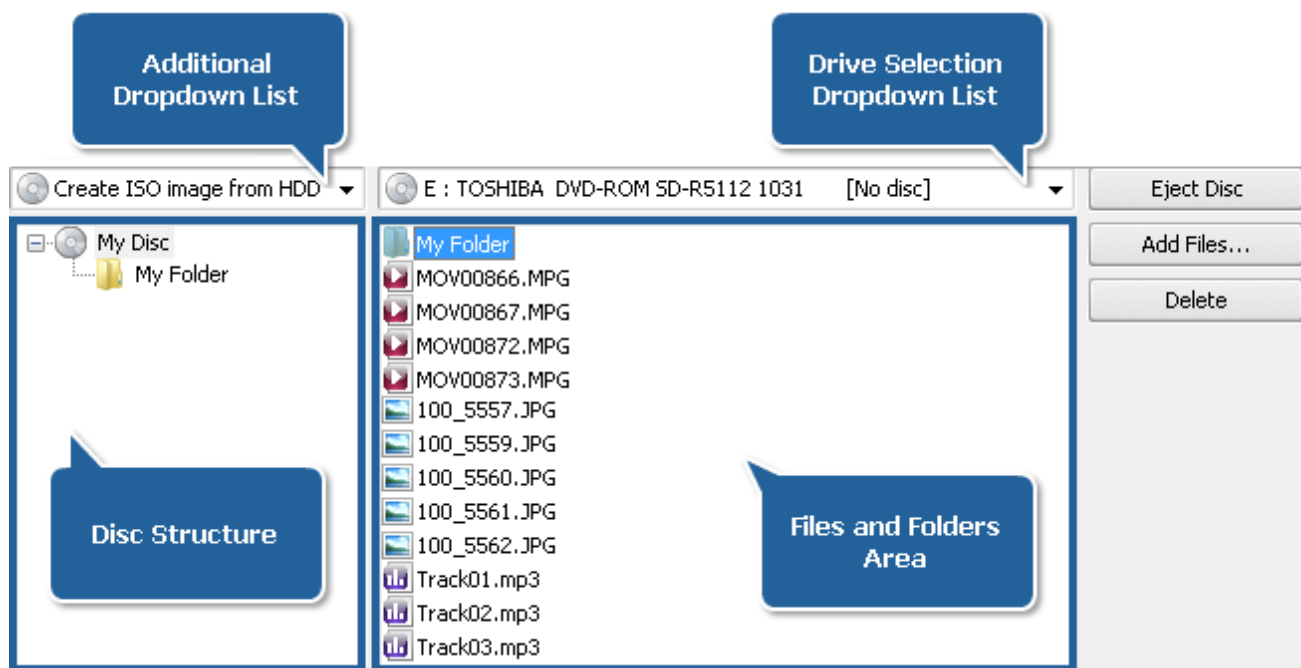 Additional
Dropdown List
Drive Selection
Dropdown List
Create ISO image from HDD
E : TOSHIBA DVD-ROM SD-R5112 1031 [No disc]
Eject Disc
My Disc
My Folder
My Folder
MOV00866.MPG
MOV00867.MPG
MOV00872.MPG
MOV00873.MPG
100_5557.JPG
100_5559.JPG
100_5560.JPG
100_5561.JPG
100_5562.JPG
Track01.mp3
Track02.mp3
Track03.mp3
Add Files...
Delete
Disc Structure
Files and Folders
Area